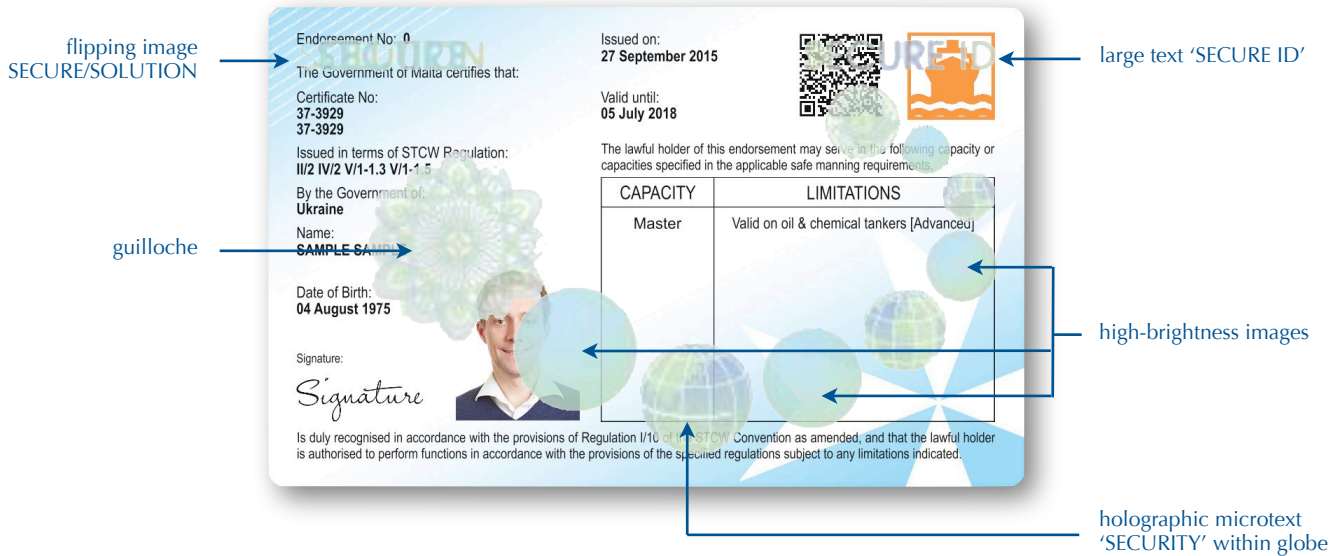 flipping image
SECURE/SOLUTION
guilloche
Endorsement No: 0
The Government of Malta certifies that:
Certificate No:
37-3929
37-3929
Issued in terms of STCW Regulation:
II/2 IV/2 V/1-1.3 V/1-1.5
By the Government of:
Ukraine
Name:
SAMPLE SAMPLE
Date of Birth:
04 August 1975
Signature:
Signature
Issued on:
27 September 2015
Valid until:
05 July 2018
SECURE ID
The lawful holder of this endorsement may serve in the following capacity or
capacities specified in the applicable safe manning requirements.
CAPACITY LIMITATIONS
Master Valid on oil & chemical tankers [Advanced]
Is duly recognised in accordance with the provisions of Regulation I/10 of the STCW Convention as amended, and that the lawful holder
is authorised to perform functions in accordance with the provisions of the specified regulations subject to any limitations indicated.
large text ‘SECURE ID’
high-brightness images
holographic microtext
‘SECURITY’ within globe